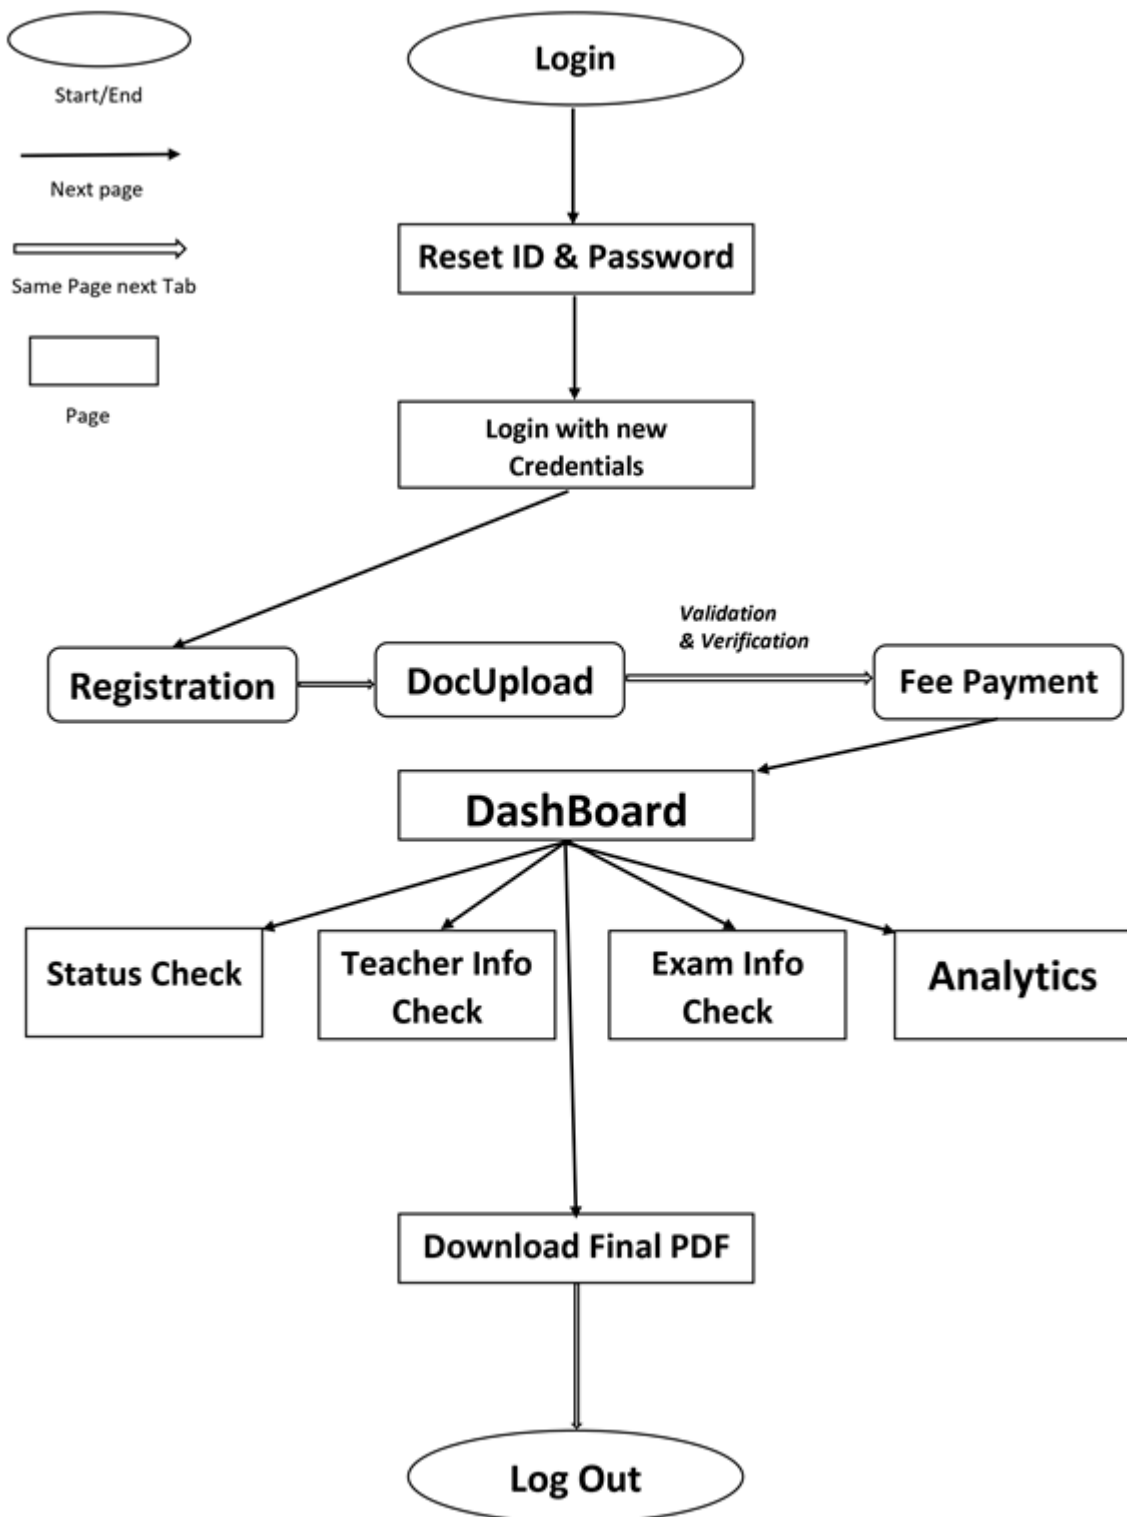 Start/End
Next page
Same Page next Tab
Page
Login
Reset ID & Password
Login with new
Credentials
Validation
& Verification
Registration
DocUpload
Fee Payment
DashBoard
Status Check
Teacher Info
Check
Exam Info
Check
Analytics
Download Final PDF
Log Out